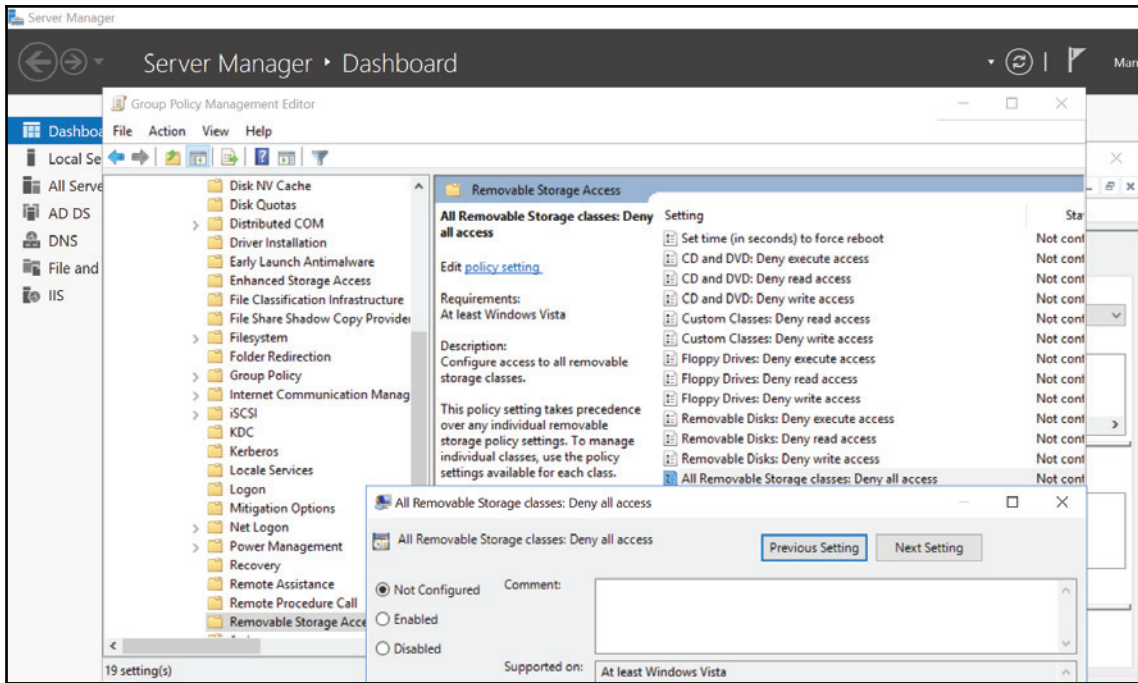 Server Manager
Server Manager • Dashboard
Man
Group Policy Management Editor
File Action View Help
Dashboa
Local Se
All Serve
AD DS
DNS
File and
IIS
Disk NV Cache
Disk Quotas
Distributed COM
Driver Installation
Early Launch Antimalware
Enhanced Storage Access
File Classification Infrastructure
File Share Shadow Copy Provider
Filesystem
Folder Redirection
Group Policy
Internet Communication Manag
iSCSI
KDC
Kerberos
Locale Services
Logon
Mitigation Options
Net Logon
Power Management
Recovery
Remote Assistance
Remote Procedure Call
Removable Storage Acce
19 setting(s)
Removable Storage Access
All Removable Storage classes: Deny
all access
Edit policy setting
Requirements:
At least Windows Vista
Description:
Configure access to all removable
storage classes.
This policy setting takes precedence
over any individual removable
storage policy settings. To manage
individual classes, use the policy
settings available for each class.
Setting Sta
Set time (in seconds) to force reboot Not conf
CD and DVD: Deny execute access Not conf
CD and DVD: Deny read access Not conf
CD and DVD: Deny write access Not conf
Custom Classes: Deny read access Not conf
Custom Classes: Deny write access Not conf
Floppy Drives: Deny execute access Not conf
Floppy Drives: Deny read access Not conf
Floppy Drives: Deny write access Not conf
Removable Disks: Deny execute access Not conf
Removable Disks: Deny read access Not conf
Removable Disks: Deny write access Not conf
All Removable Storage classes: Deny all access Not conf
All Removable Storage classes: Deny all access
All Removable Storage classes: Deny all access
Previous Setting Next Setting
Not Configured Comment:
Enabled
Disabled
Supported on: At least Windows Vista